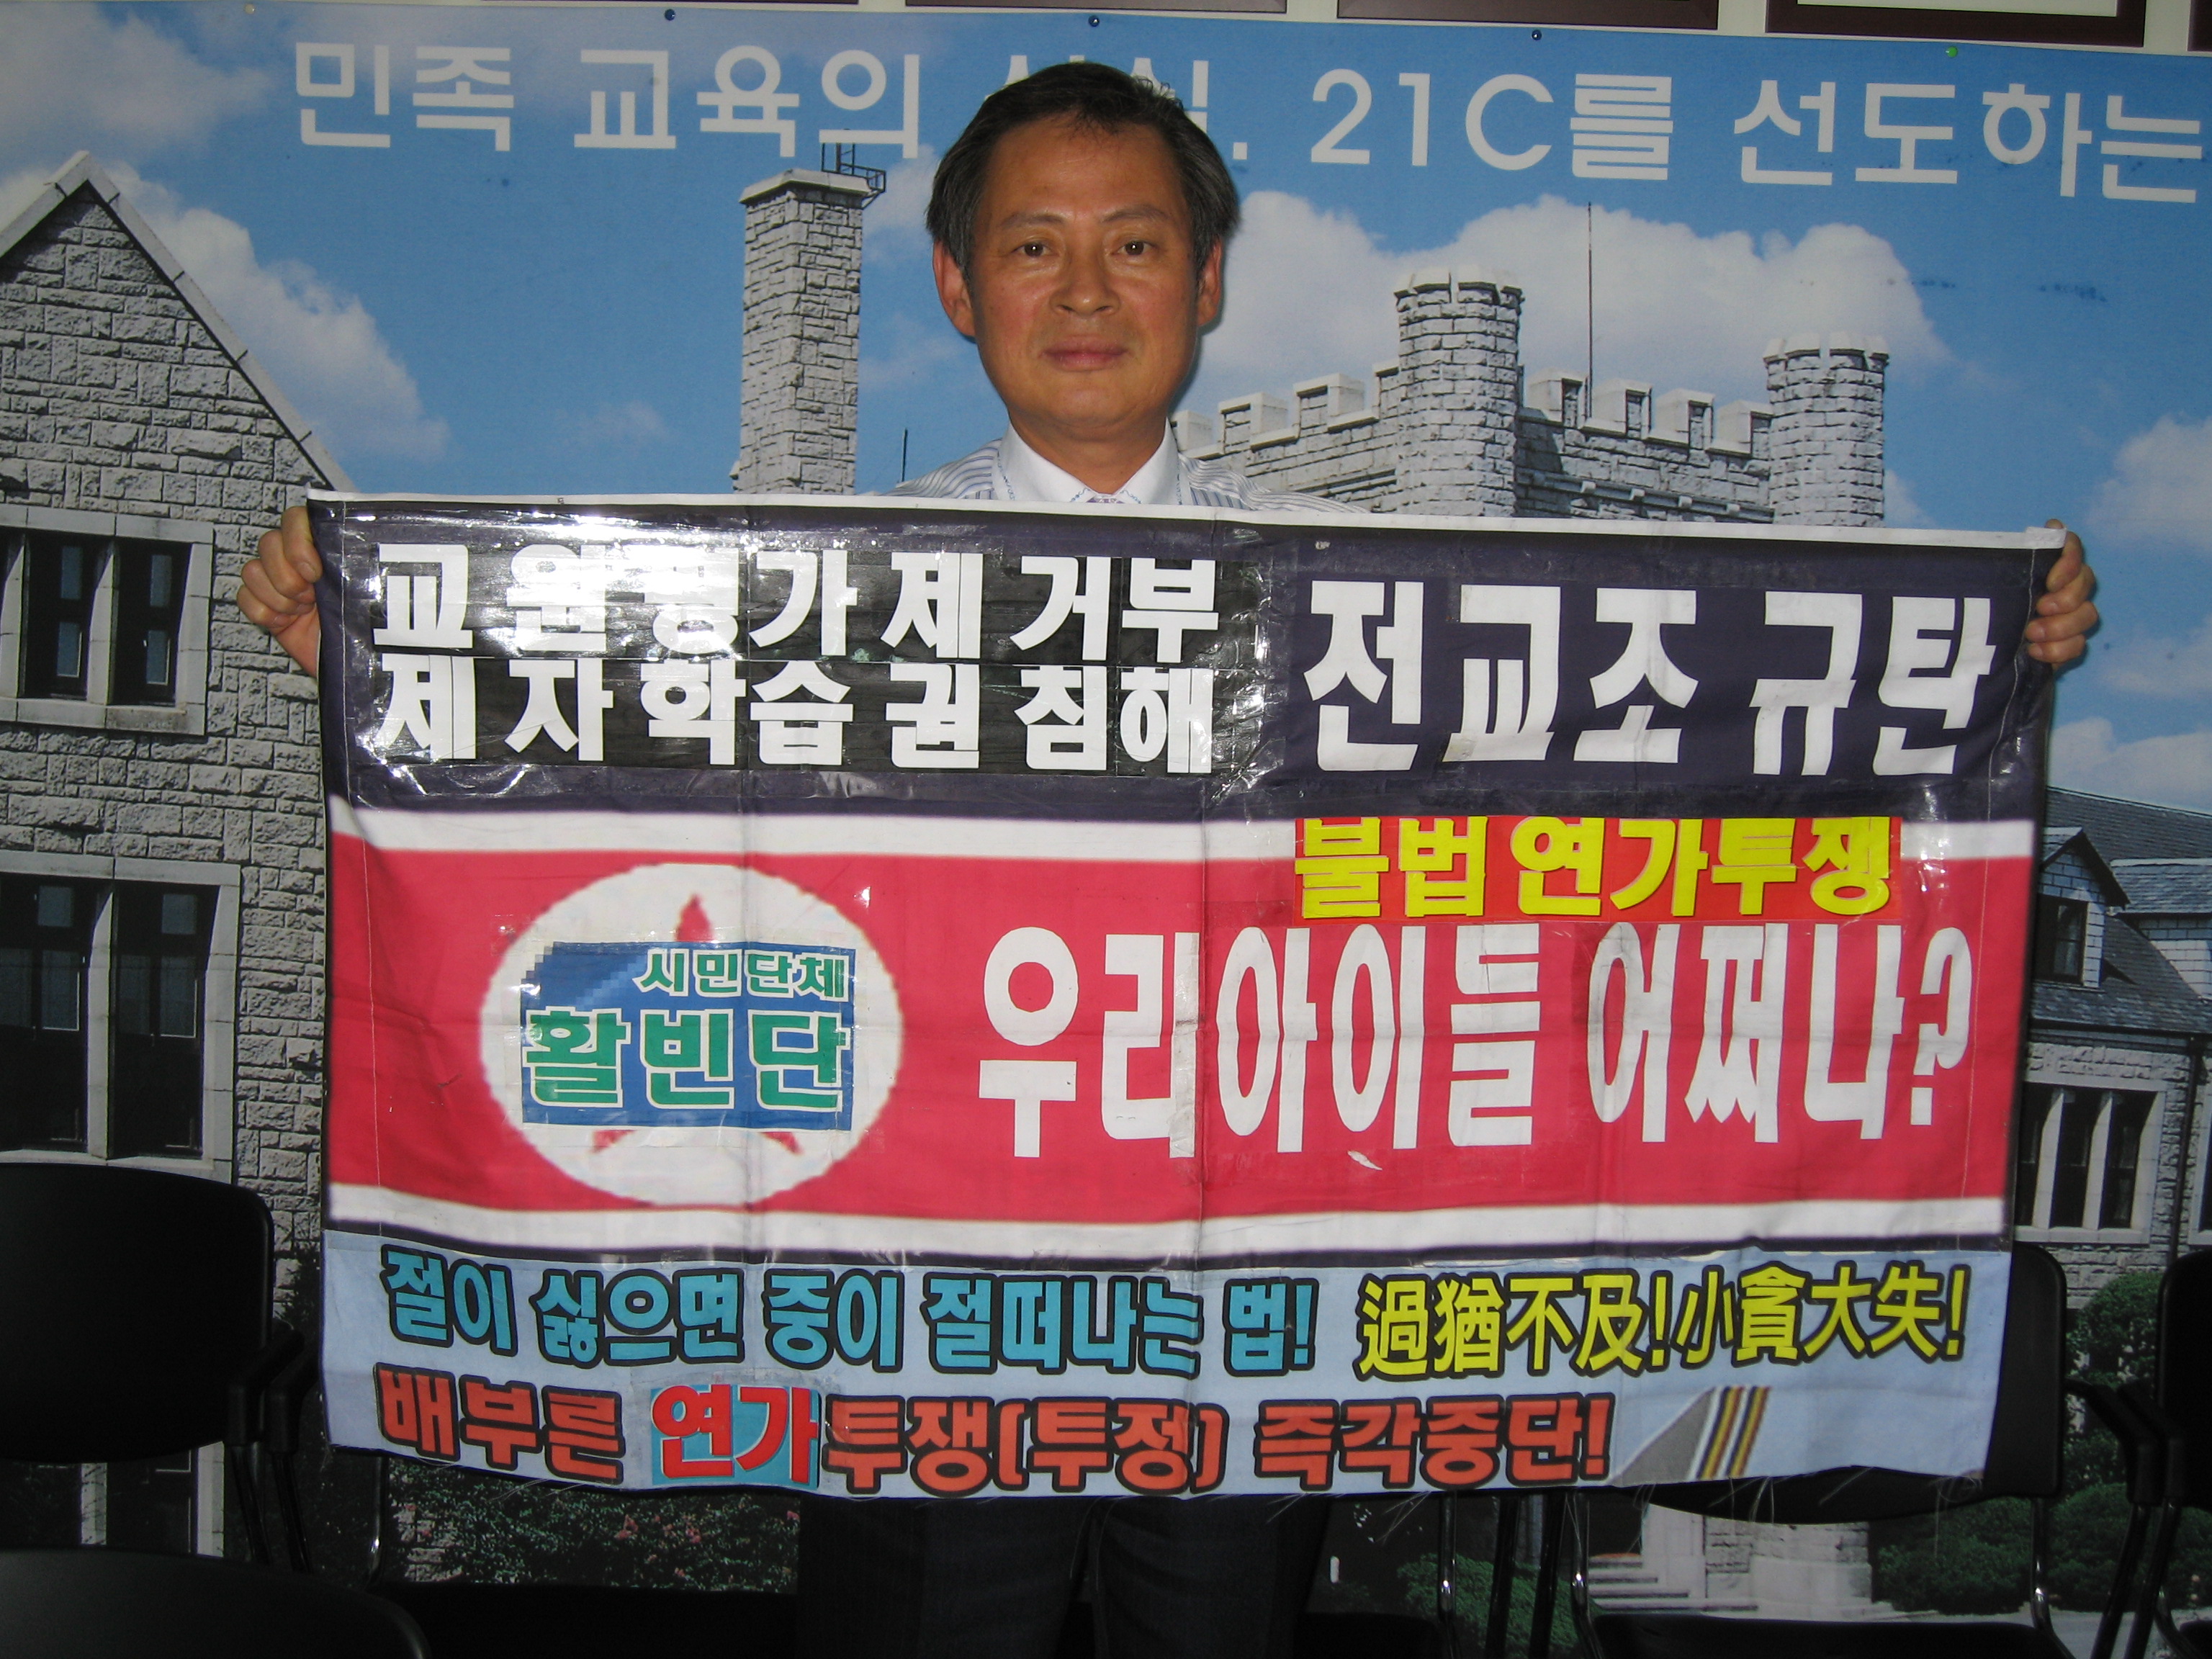 민족 교육의 . 21C를 선도하는
교원평가제거부
제자학습권침해
전교조 규탄
불법연가투쟁
시민단체
활빈단
우리아이들 어쩌나?
절이 싫으면 중이 절떠나는 법! 過猶不及!小貪大失!
배부른 연가투쟁(투정) 즉각중단!